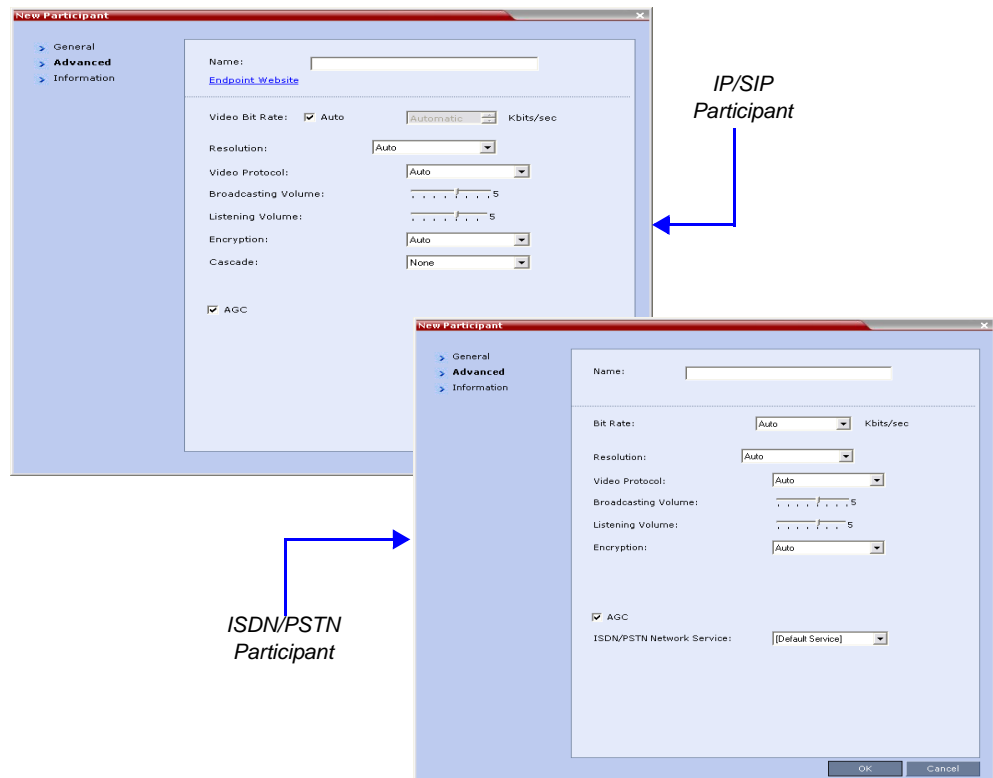 New Participant
General
Advanced
Information
Name:
Endpoint Website
Video Bit Rate: Auto Automatic Kbits/sec
Resolution: Auto
Video Protocol: Auto
Broadcasting Volume: 5
Listening Volume: 5
Encryption: Auto
Cascade: None
AGC
IP/SIP
Participant
New Participant
General
Advanced
Information
Name:
Bit Rate: Auto Kbits/sec
Resolution: Auto
Video Protocol: Auto
Broadcasting Volume: 5
Listening Volume: 5
Encryption: Auto
AGC
ISDN/PSTN Network Service: [Default Service]
OK Cancel
ISDN/PSTN
Participant